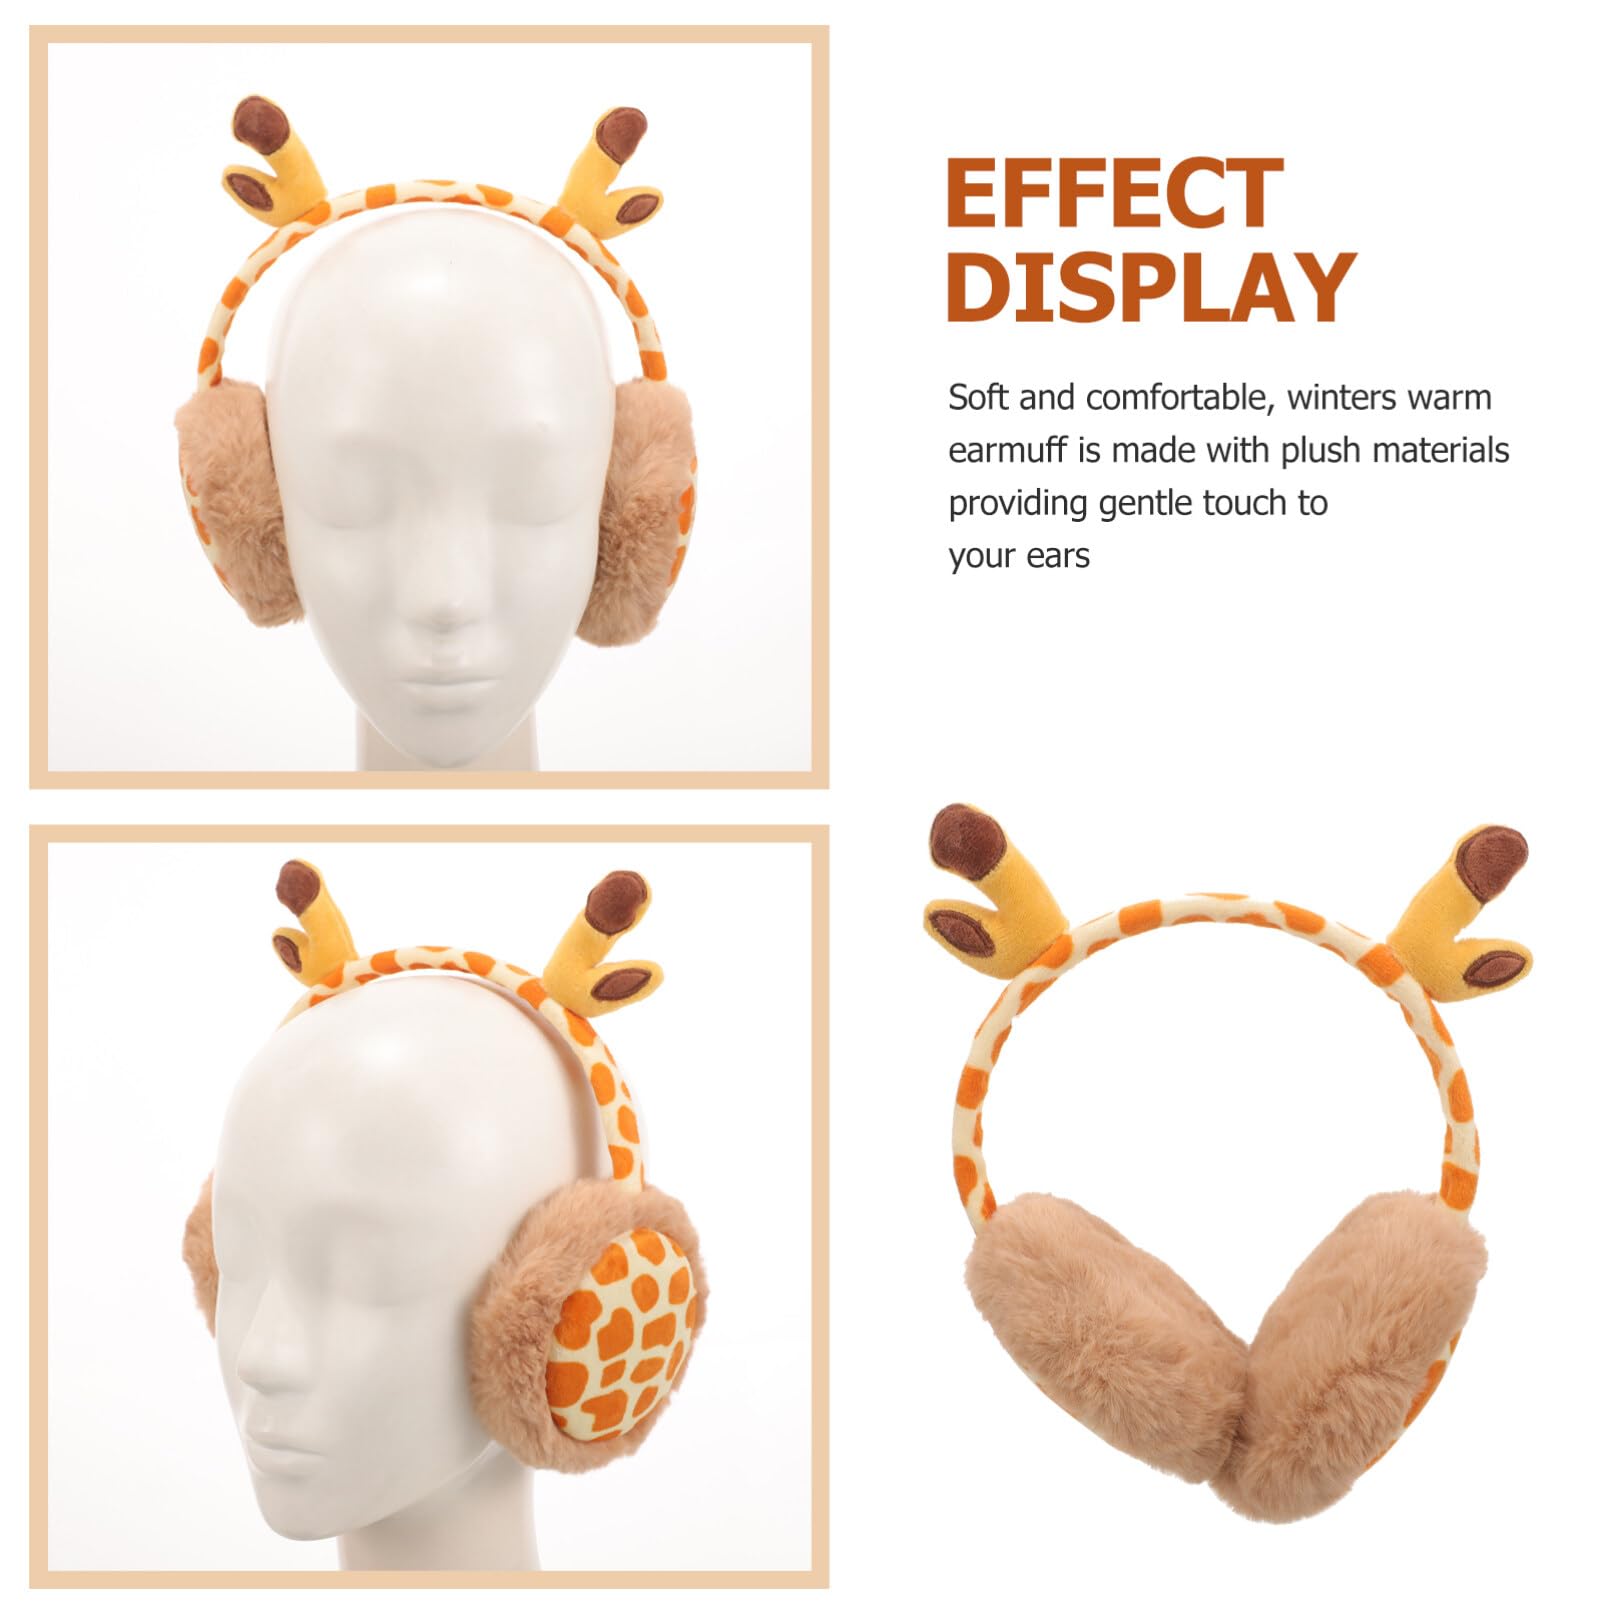 EFFECT
DISPLAY
Soft and comfortable, winters warm
earmuff is made with plush materials
providing gentle touch to
your ears